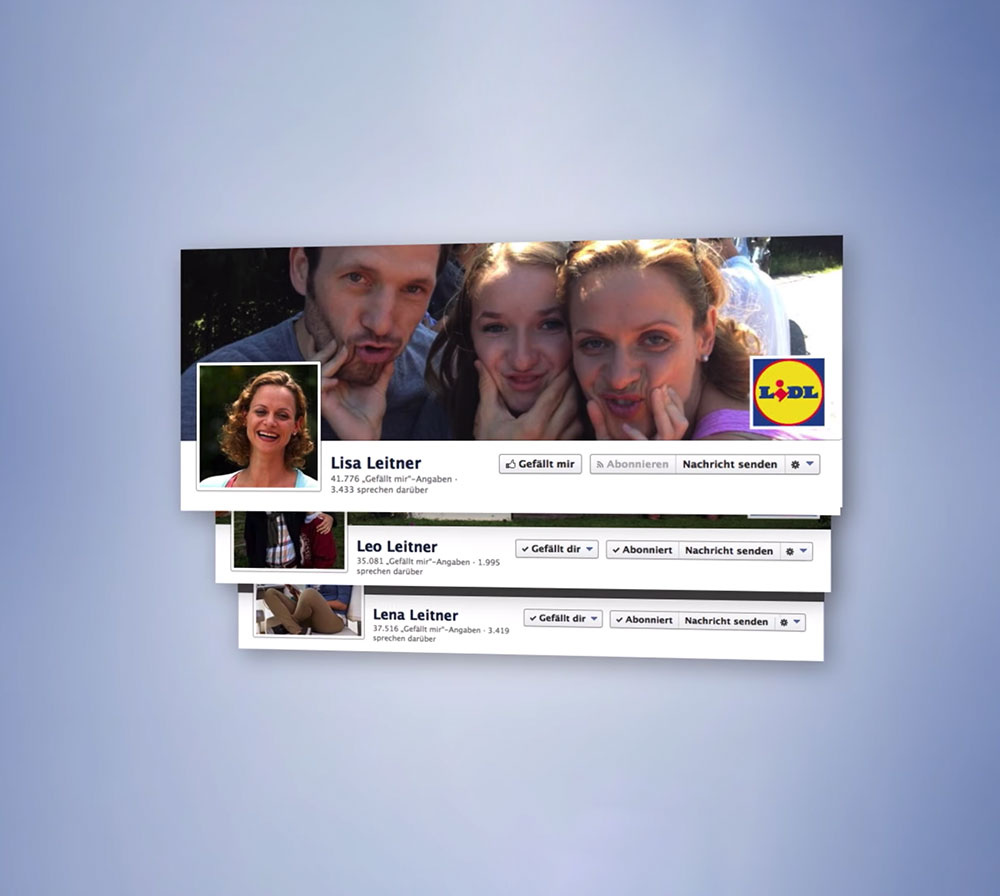 LIDL
Lisa Leitner
Gefällt mir
Abonnieren
Nachricht senden
41.776 „Gefällt mir“-Angaben ·
3.433 sprechen darüber
Leo Leitner
Gefällt dir
Abonniert
Nachricht senden
35.081 „Gefällt mir“-Angaben · 1.995
sprechen darüber
Lena Leitner
Gefällt dir
Abonniert
Nachricht senden
37.516 „Gefällt mir“-Angaben · 3.419
sprechen darüber